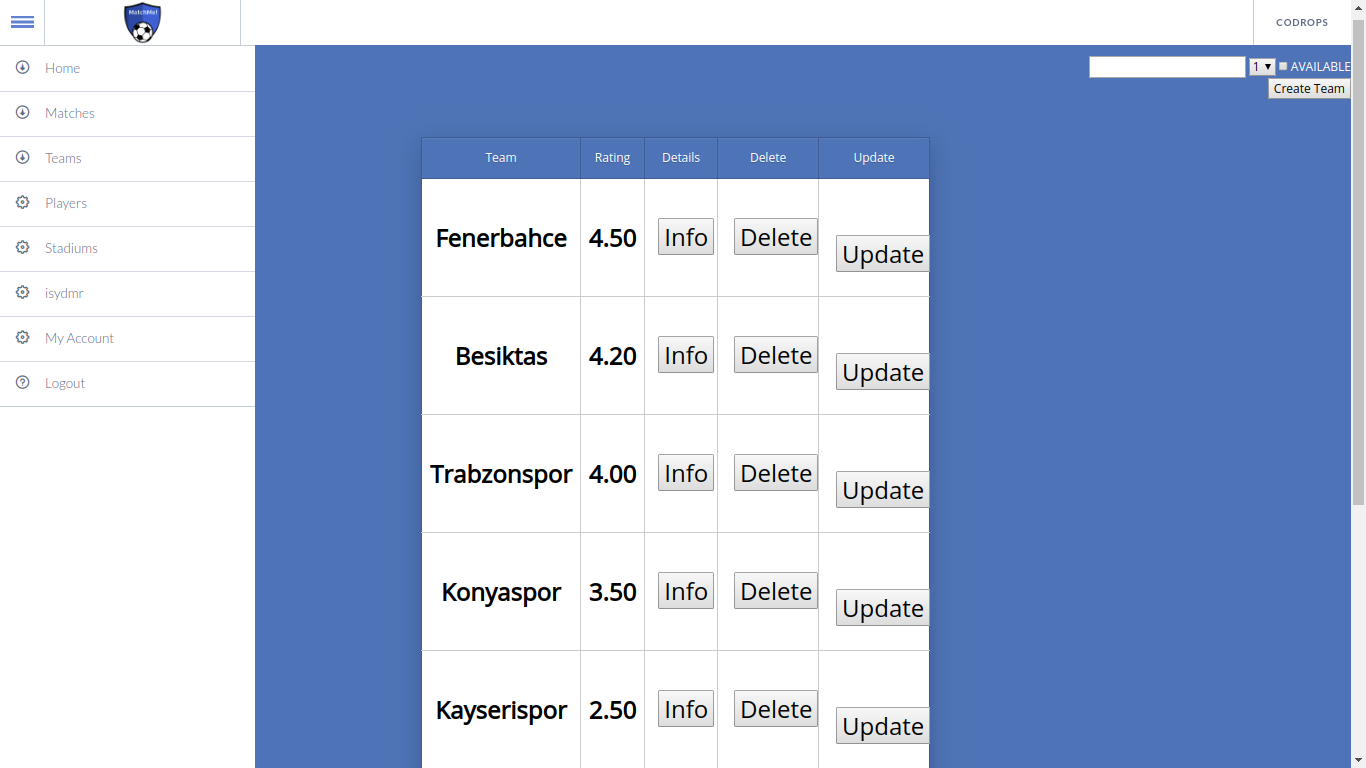 MatchMe!
CODROPS
Home
Matches
Teams
Players
Stadiums
isydmr
My Account
Logout
1 AVAILABLE
Create Team
Team Rating Details Delete Update
Fenerbahce 4.50 Info Delete Update
Besiktas 4.20 Info Delete Update
Trabzonspor 4.00 Info Delete Update
Konyaspor 3.50 Info Delete Update
Kayserispor 2.50 Info Delete Update